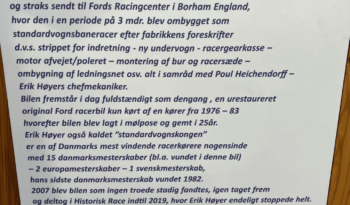 og straks sendt til Fords Racingcenter i Borham England,
hvor den i en periode på 3 mdr. blev ombygget som
standardvognsbaneracer efter fabrikkens foreskrifter
d.v.s. strippet for indretning - ny undervogn - racergearkasse –
motor afvejet/poleret – montering af bur og racersæde –
ombygning af ledningsnet osv. alt i samråd med Poul Heichendorff –
Erik Høyers chefmekaniker.
Bilen fremstår i dag fuldstændigt som dengang , en urestaureret
original Ford racerbil kun kørt af en kører fra 1976 – 83
hvorefter bilen blev lagt i mølpose og gemt i 25år.
Erik Høyer også kaldet "standardvognskongen"
er en af Danmarks mest vindende racerkørere nogensinde
med 15 danmarksmesterskaber (bl.a. vundet i denne bil)
– 2 europamesterskaber – 1 svenskmesterskab,
hans sidste danmarksmesterskab vundet 1982.
2007 blev bilen som ingen troede stadig fandtes, igen taget frem
og deltog i Historisk Race indtil 2019, hvor Erik Høyer endeligt stoppede helt.